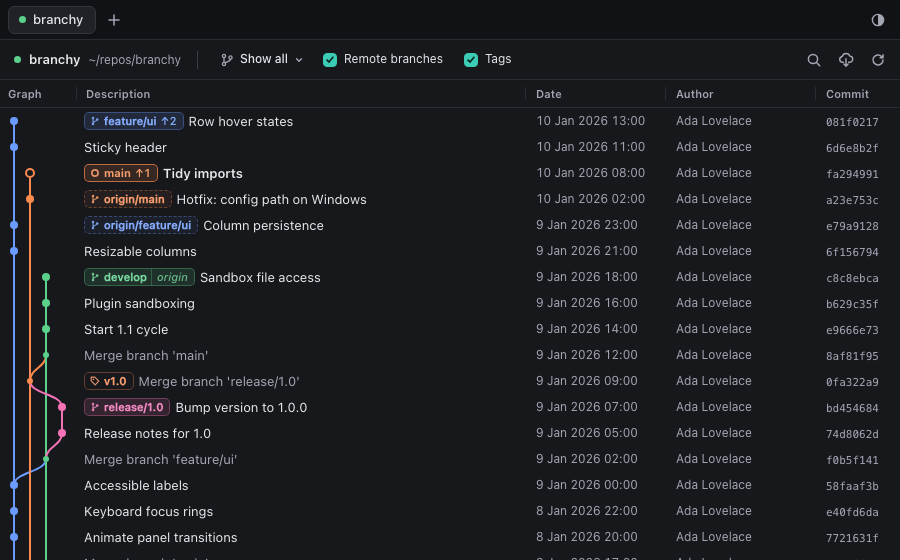 branchy
branchy ~/repos/branchy Show all Remote branches Tags
Graph Description Date Author Commit
feature/ui ↑2 Row hover states 10 Jan 2026 13:00 Ada Lovelace 081f0217
Sticky header 10 Jan 2026 11:00 Ada Lovelace 6d6e8b2f
main ↑1 Tidy imports 10 Jan 2026 08:00 Ada Lovelace fa294991
origin/main Hotfix: config path on Windows 10 Jan 2026 02:00 Ada Lovelace a23e753c
origin/feature/ui Column persistence 9 Jan 2026 23:00 Ada Lovelace e79a9128
Resizable columns 9 Jan 2026 21:00 Ada Lovelace 6f156794
develop origin Sandbox file access 9 Jan 2026 18:00 Ada Lovelace c8c8ebca
Plugin sandboxing 9 Jan 2026 16:00 Ada Lovelace b629c35f
Start 1.1 cycle 9 Jan 2026 14:00 Ada Lovelace e9666e73
Merge branch 'main' 9 Jan 2026 12:00 Ada Lovelace 8af81f95
v1.0 Merge branch 'release/1.0' 9 Jan 2026 09:00 Ada Lovelace 0fa322a9
release/1.0 Bump version to 1.0.0 9 Jan 2026 07:00 Ada Lovelace bd454684
Release notes for 1.0 9 Jan 2026 05:00 Ada Lovelace 74d8062d
Merge branch 'feature/ui' 9 Jan 2026 02:00 Ada Lovelace f0b5f141
Accessible labels 9 Jan 2026 00:00 Ada Lovelace 58faaf3b
Keyboard focus rings 8 Jan 2026 22:00 Ada Lovelace e40fd6da
Animate panel transitions 8 Jan 2026 20:00 Ada Lovelace 7721631f